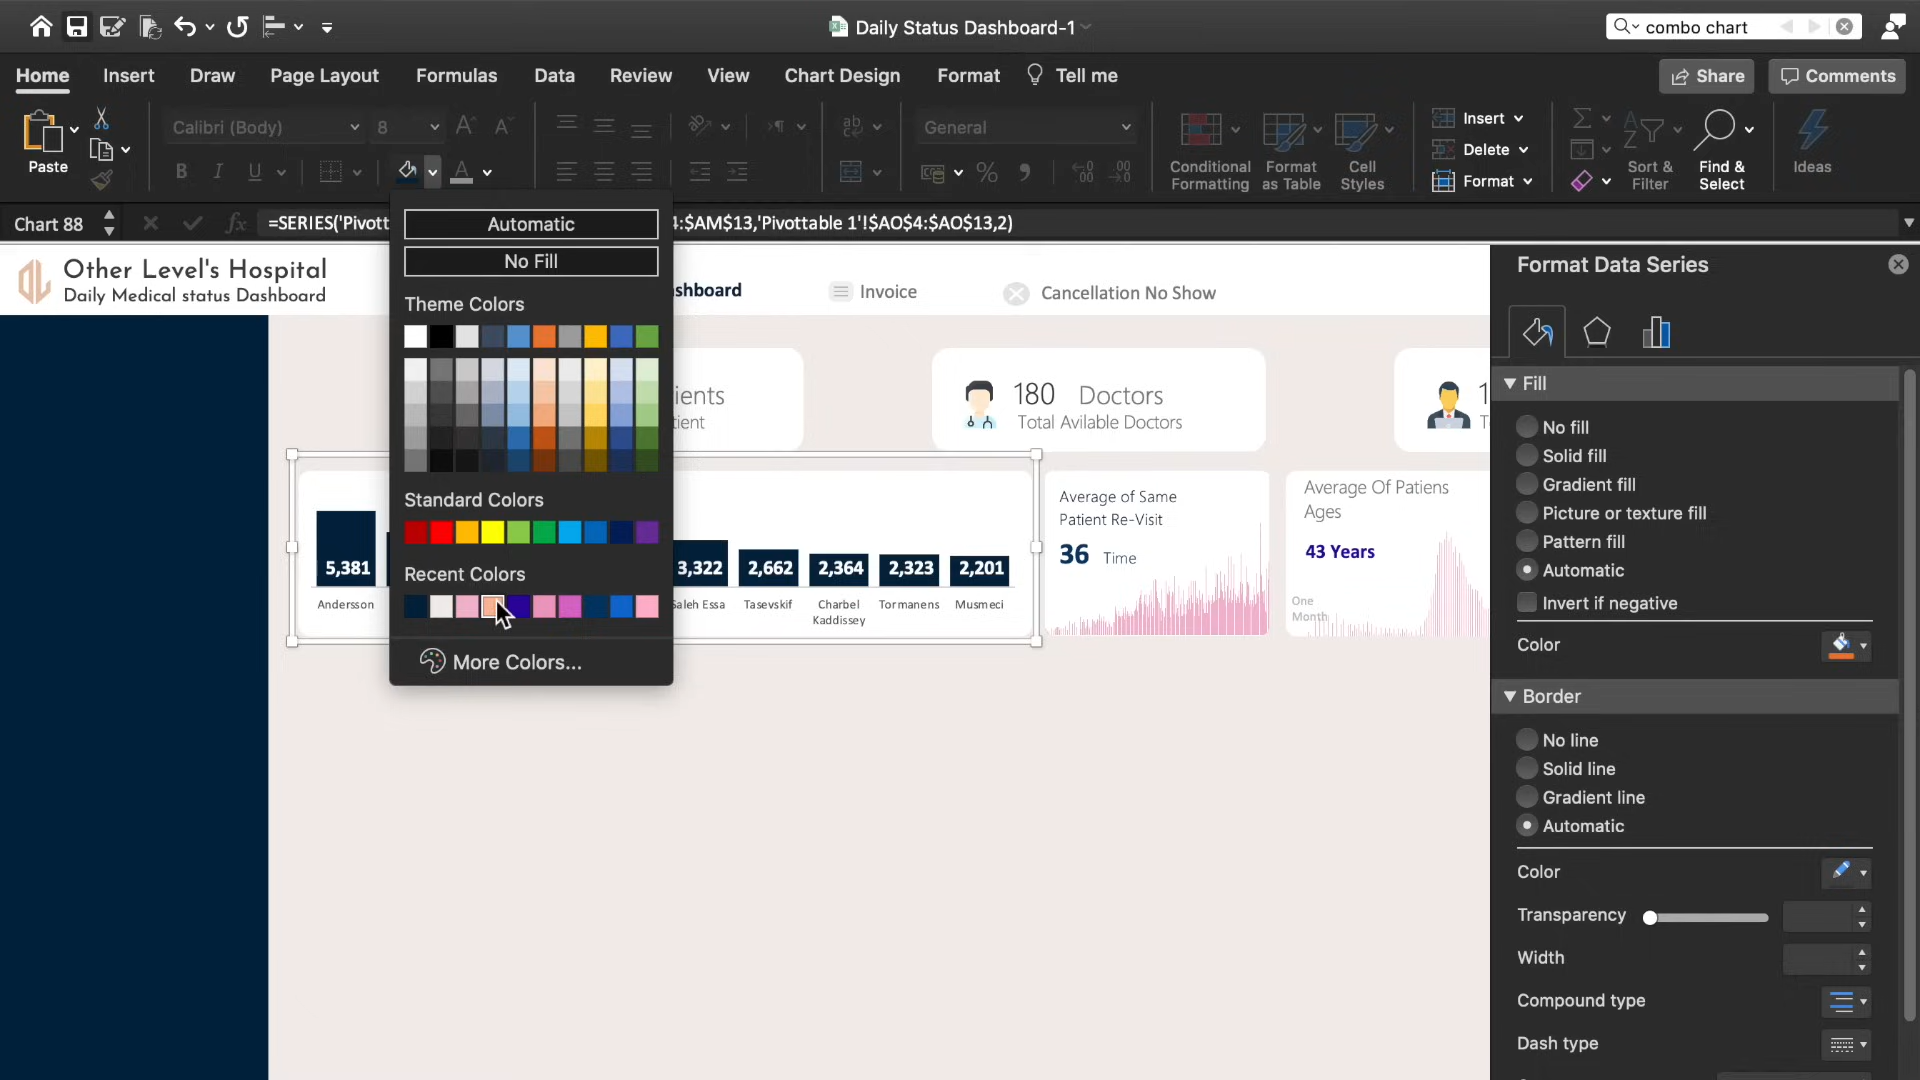 Daily Status Dashboard-1
combo chart
Home
Insert
Draw
Page Layout
Formulas
Data
Review
View
Chart Design
Format
Tell me
Share
Comments
Paste
Calibri (Body)
8
General
Conditional
Formatting
Format
as Table
Cell
Styles
Insert
Delete
Format
Sort &
Filter
Find &
Select
Ideas
Chart 88
fx
=SERIES('Pivott
4:$AM$13,'Pivottable 1'!$AO$4:$AO$13,2)
Automatic
No Fill
Theme Colors
Standard Colors
Recent Colors
More Colors...
Other Level's Hospital
Daily Medical status Dashboard
shboard
Invoice
Cancellation No Show
ients
tient
180 Doctors
Total Avilable Doctors
1
T
5,381
3,322
2,662
2,364
2,323
2,201
Andersson
Saleh Essa
Tasevskif
Charbel
Kaddissey
Tormanens
Musmeci
Average of Same
Patient Re-Visit
36 Time
Average Of Patiens
Ages
43 Years
One
Month
Format Data Series
Fill
No fill
Solid fill
Gradient fill
Picture or texture fill
Pattern fill
Automatic
Invert if negative
Color
Border
No line
Solid line
Gradient line
Automatic
Color
Transparency
Width
Compound type
Dash type